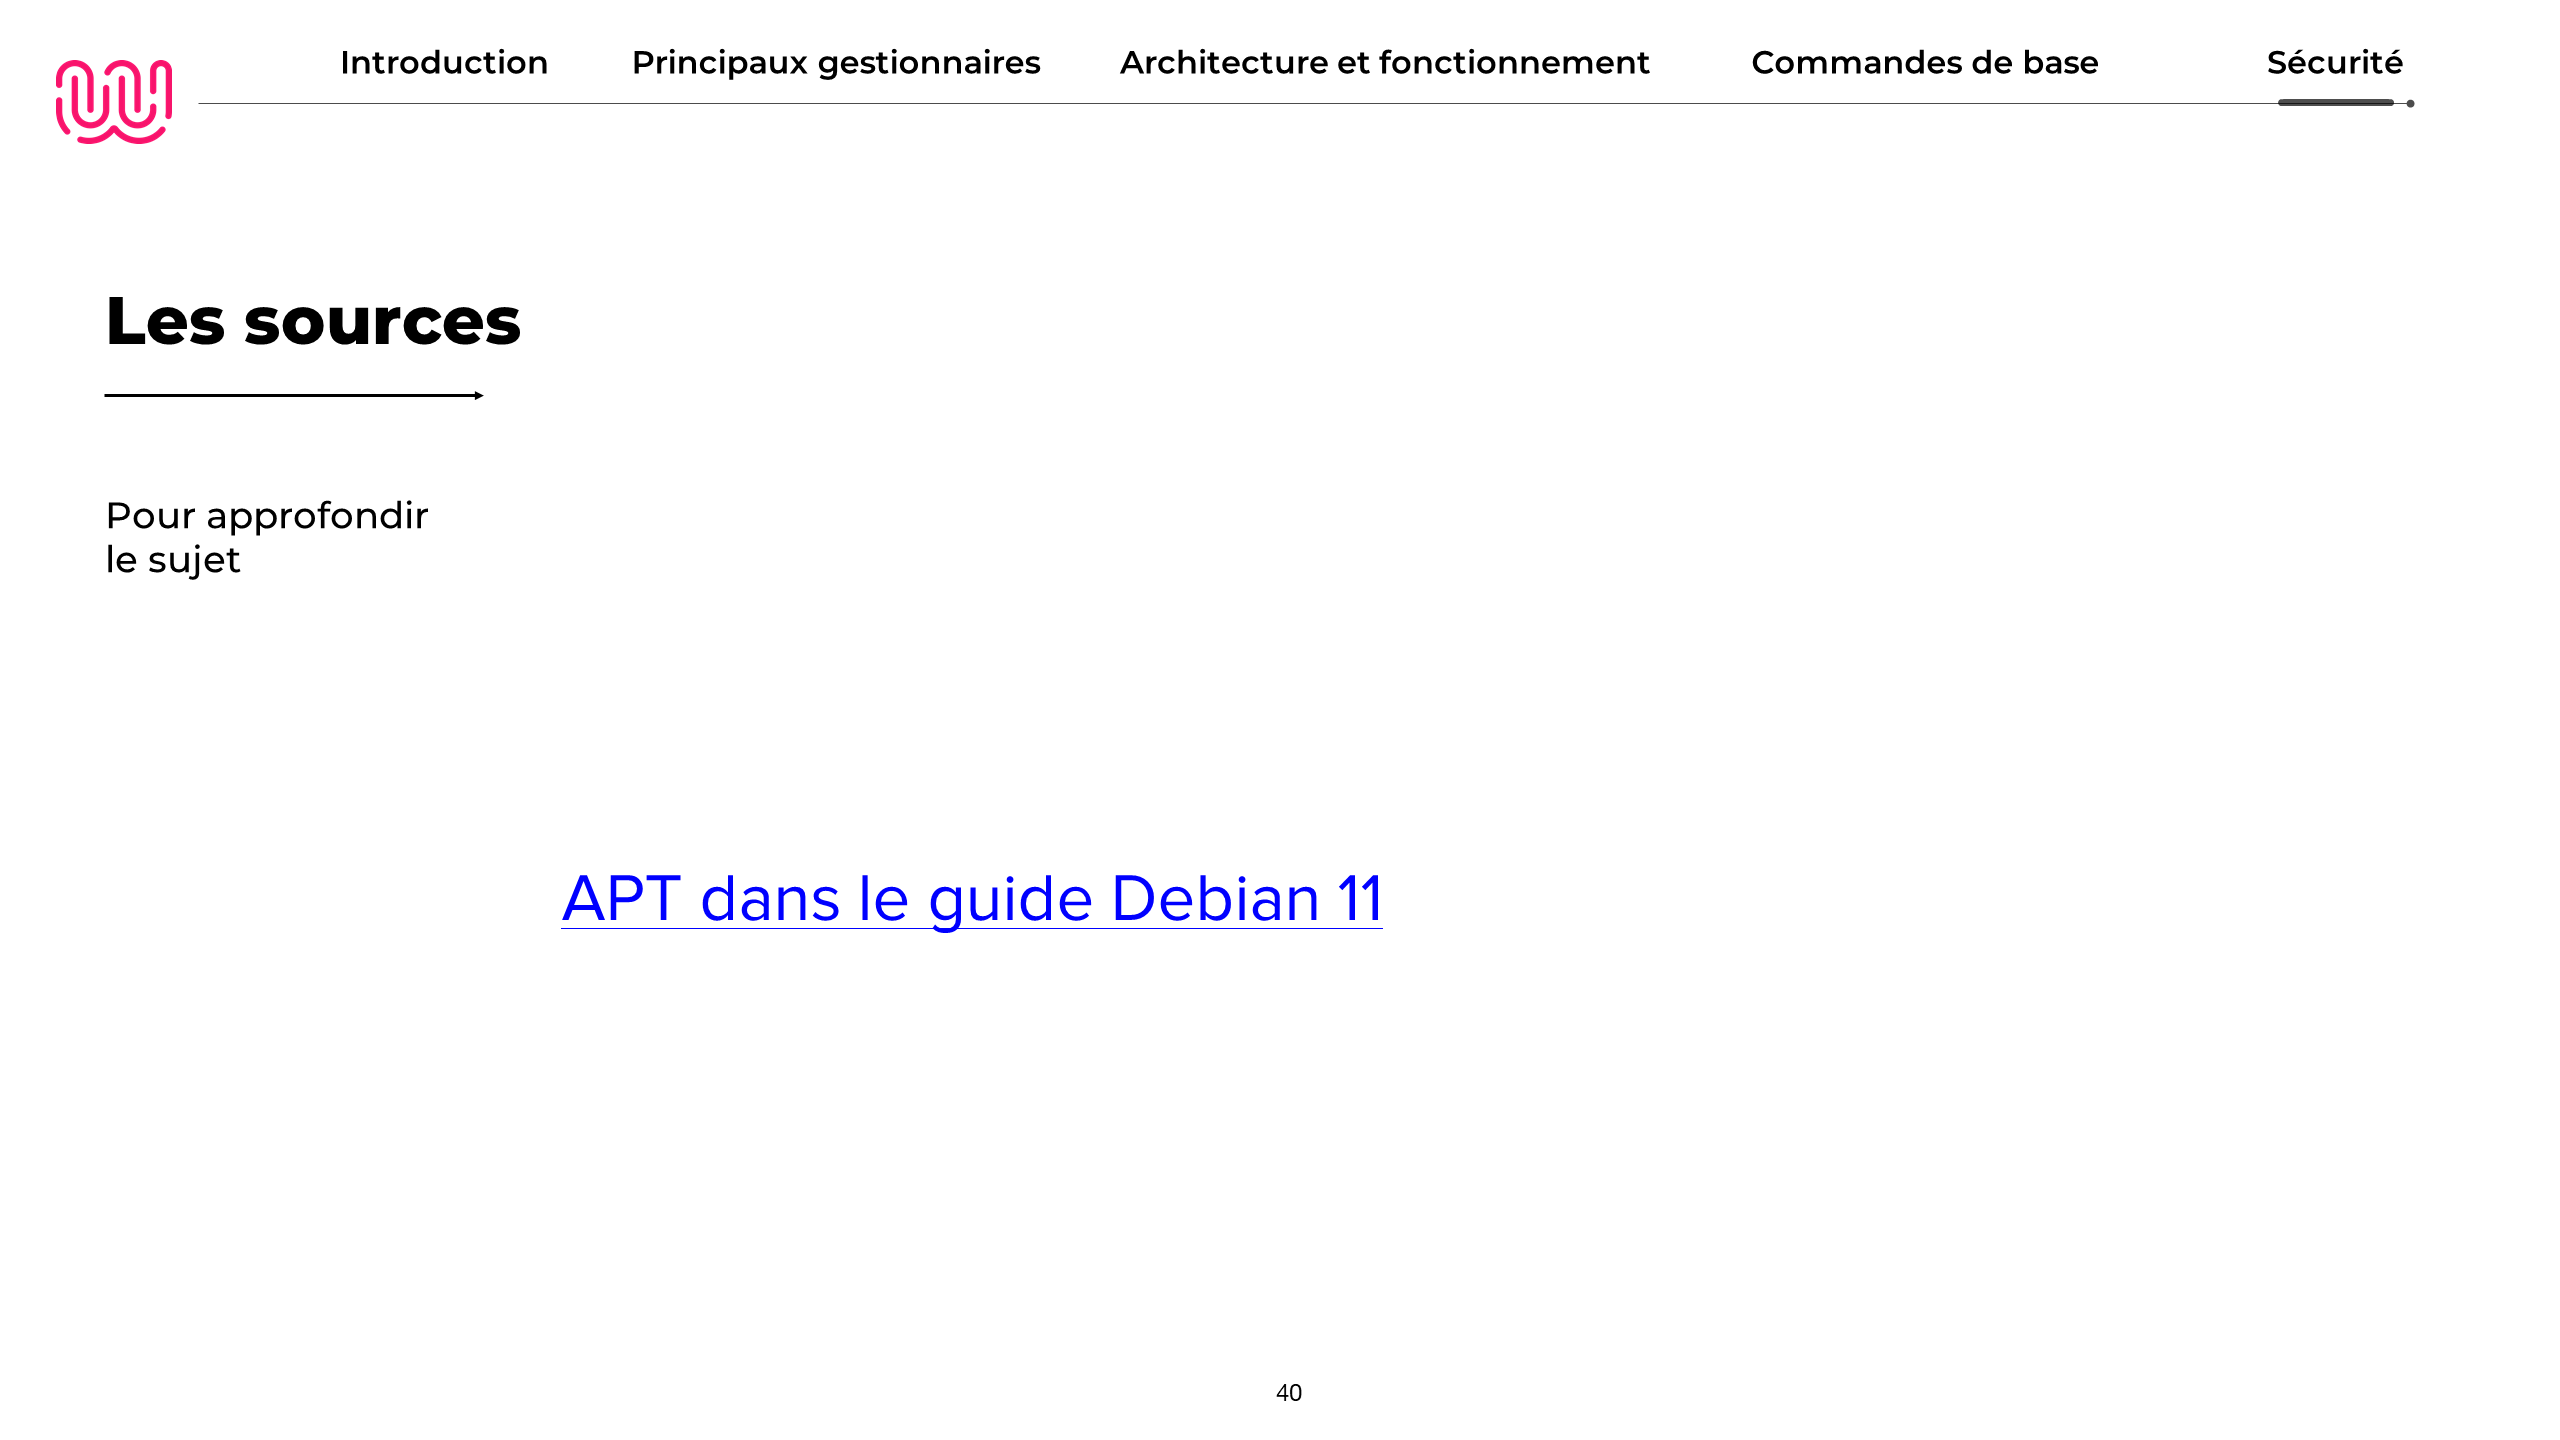 Introduction
Principaux gestionnaires
Architecture et fonctionnement
Commandes de base
Sécurité
Les sources
Pour approfondir
le sujet
APT dans le guide Debian 11
40